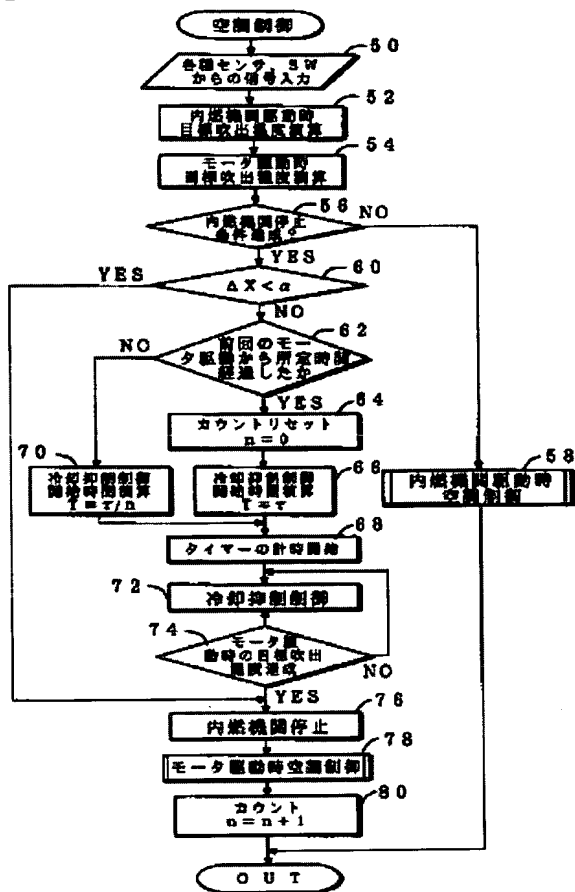 空調制御
50
各種センサ、SW
からの信号入力
52
内燃機関駆動時
目標吹出温度演算
54
モータ駆動時
目標吹出温度演算
56
内燃機関停止
条件達成?
NO
YES
60
YES
ΔX<α
NO
62
前回のモー
タ駆動から所定時間
経過したか
NO
YES
64
カウントリセット
n=0
70
冷却抑制制御
開始時間演算
T=τ/n
66
冷却抑制制御
開始時間演算
T=τ
58
内燃機関駆動時
空調制御
68
タイマーの計時開始
72
冷却抑制制御
74
モータ駆
動時の目標吹出
温度達成
NO
YES
76
内燃機関停止
78
モータ駆動時空調制御
80
カウント
n=n+1
OUT